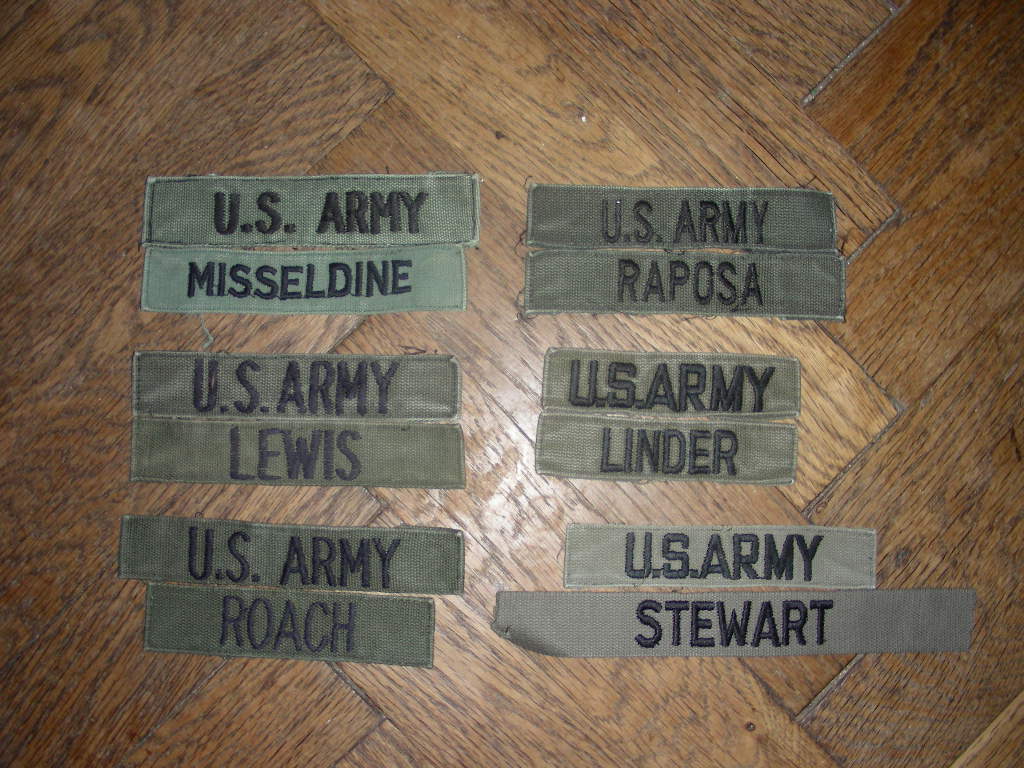 U.S. ARMY
MISSELDINE
U.S. ARMY
RAPOSA
U.S. ARMY
LEWIS
U.S. ARMY
LINDER
U.S. ARMY
ROACH
U.S. ARMY
STEWART